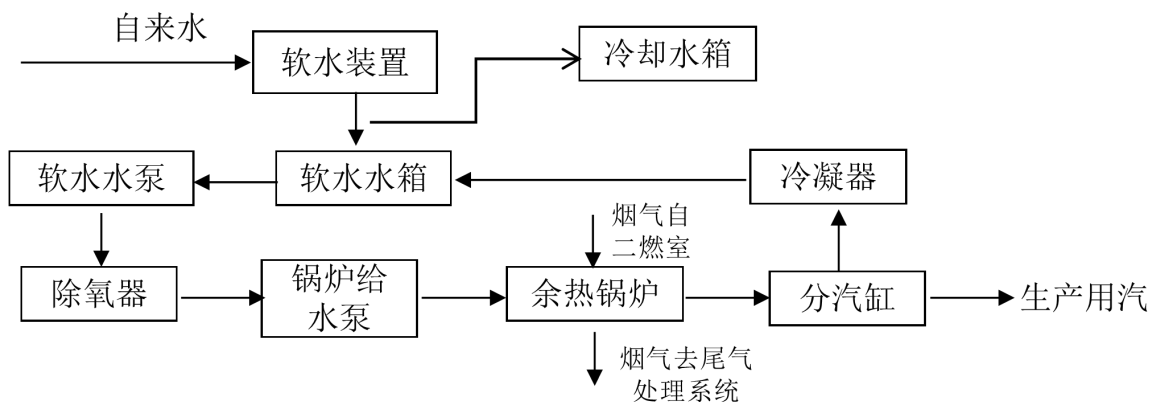 自来水
软水装置
冷却水箱
软水水泵
软水水箱
冷凝器
烟气自
二燃室
除氧器
锅炉给
水泵
余热锅炉
分汽缸
生产用汽
烟气去尾气
处理系统